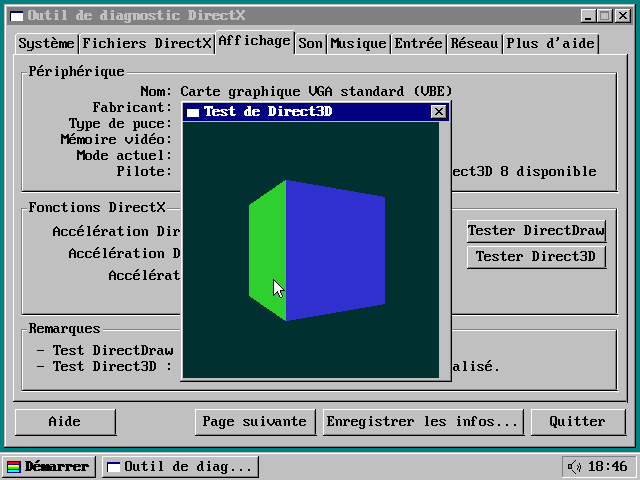 Outil de diagnostic DirectX
Système Fichiers DirectX Affichage Son Musique Entrée Réseau Plus d'aide
Périphérique
Nom: Carte graphique VGA standard (VBE)
Fabricant:
Type de puce:
Mémoire vidéo:
Mode actuel:
Pilote:
ect3D 8 disponible
Test de Direct3D
Fonctions DirectX
Accélération Dir
Accélération D
Accélérat
Tester DirectDraw
Tester Direct3D
Remarques
- Test DirectDraw
- Test Direct3D :
alisé.
Aide Page suivante Enregistrer les infos... Quitter
Démarrer Outil de diag... 18:46